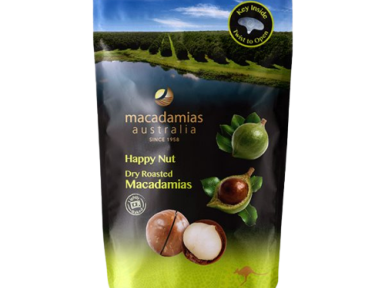 Key Inside
Twist to Open
macadamias
australia
SINCE 1958
Happy Nut
Dry Roasted
Macadamias